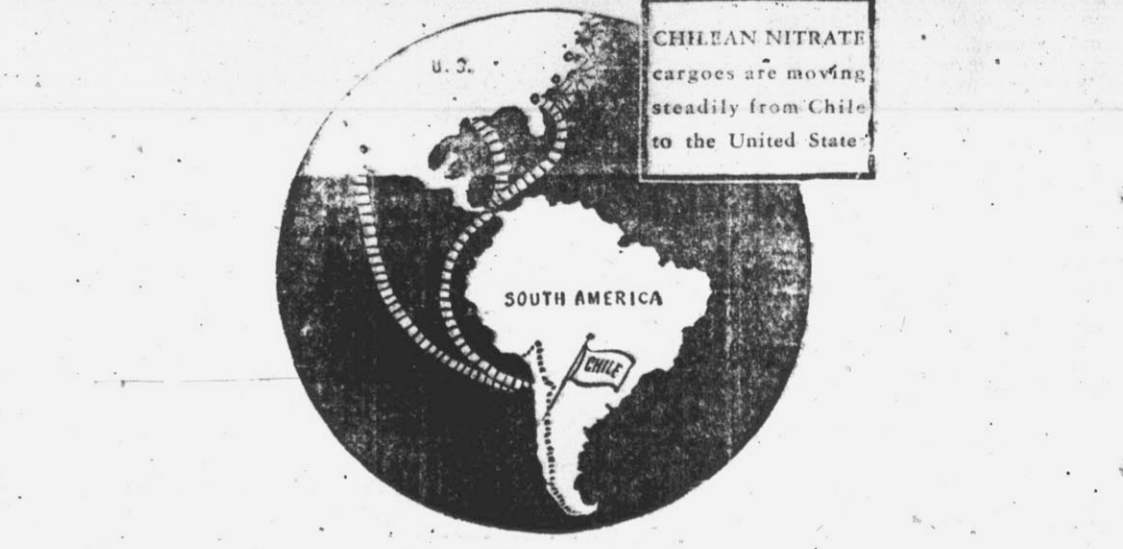 U. S.
CHILEAN NITRATE
cargoes are moving
steadily from Chile
to the United State
SOUTH AMERICA
CHILE